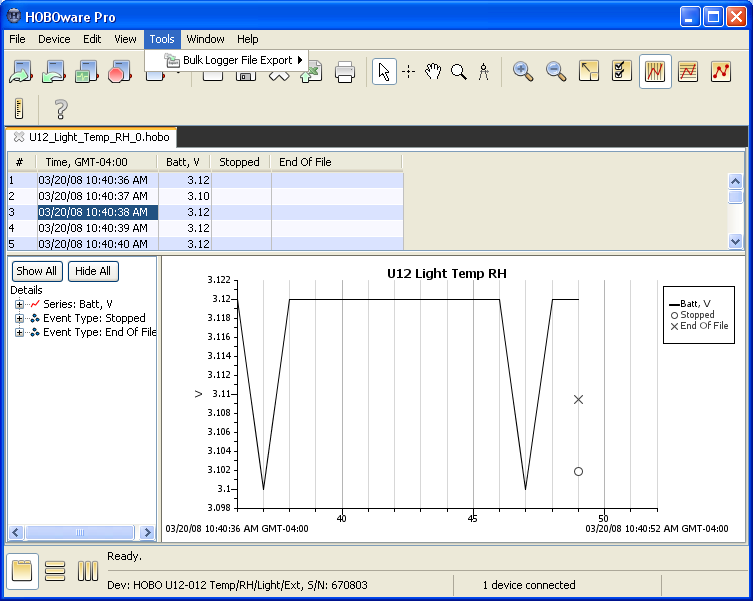 HOBOware Pro
File Device Edit View Tools Window Help
Bulk Logger File Export
U12_Light_Temp_RH_0.hobo
# Time, GMT-04:00 Batt, V Stopped End Of File
1 03/20/08 10:40:36 AM 3.12
2 03/20/08 10:40:37 AM 3.10
3 03/20/08 10:40:38 AM 3.12
4 03/20/08 10:40:39 AM 3.12
5 03/20/08 10:40:40 AM 3.12
Show All Hide All
Details
Series: Batt, V
Event Type: Stopped
Event Type: End Of File
U12 Light Temp RH
3.122
3.12
3.118
3.116
3.114
3.112
3.11
3.108
3.106
3.104
3.102
3.1
3.098
V
40 45 50
03/20/08 10:40:36 AM GMT-04:00 03/20/08 10:40:52 AM GMT-04:00
Batt, V
Stopped
End Of File
Ready.
Dev: HOBO U12-012 Temp/RH/Light/Ext, S/N: 670803 1 device connected